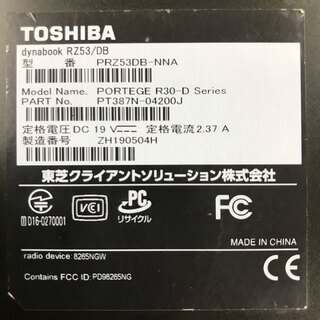 TOSHIBA
dynabook RZ53/DB
型 番 PRZ53DB-NNA
Model Name. PORTEGE R30-D Series
PART No. PT387N-04200J
定格電圧DC 19 V 定格電流2.37 A
製造番号 ZH190504H
東芝クライアントソリューション株式会社
D16-0270001
VCI
PC
リサイクル
FC
MADE IN CHINA
radio device: 8265NGW
Contains FCC ID: PD98265NG